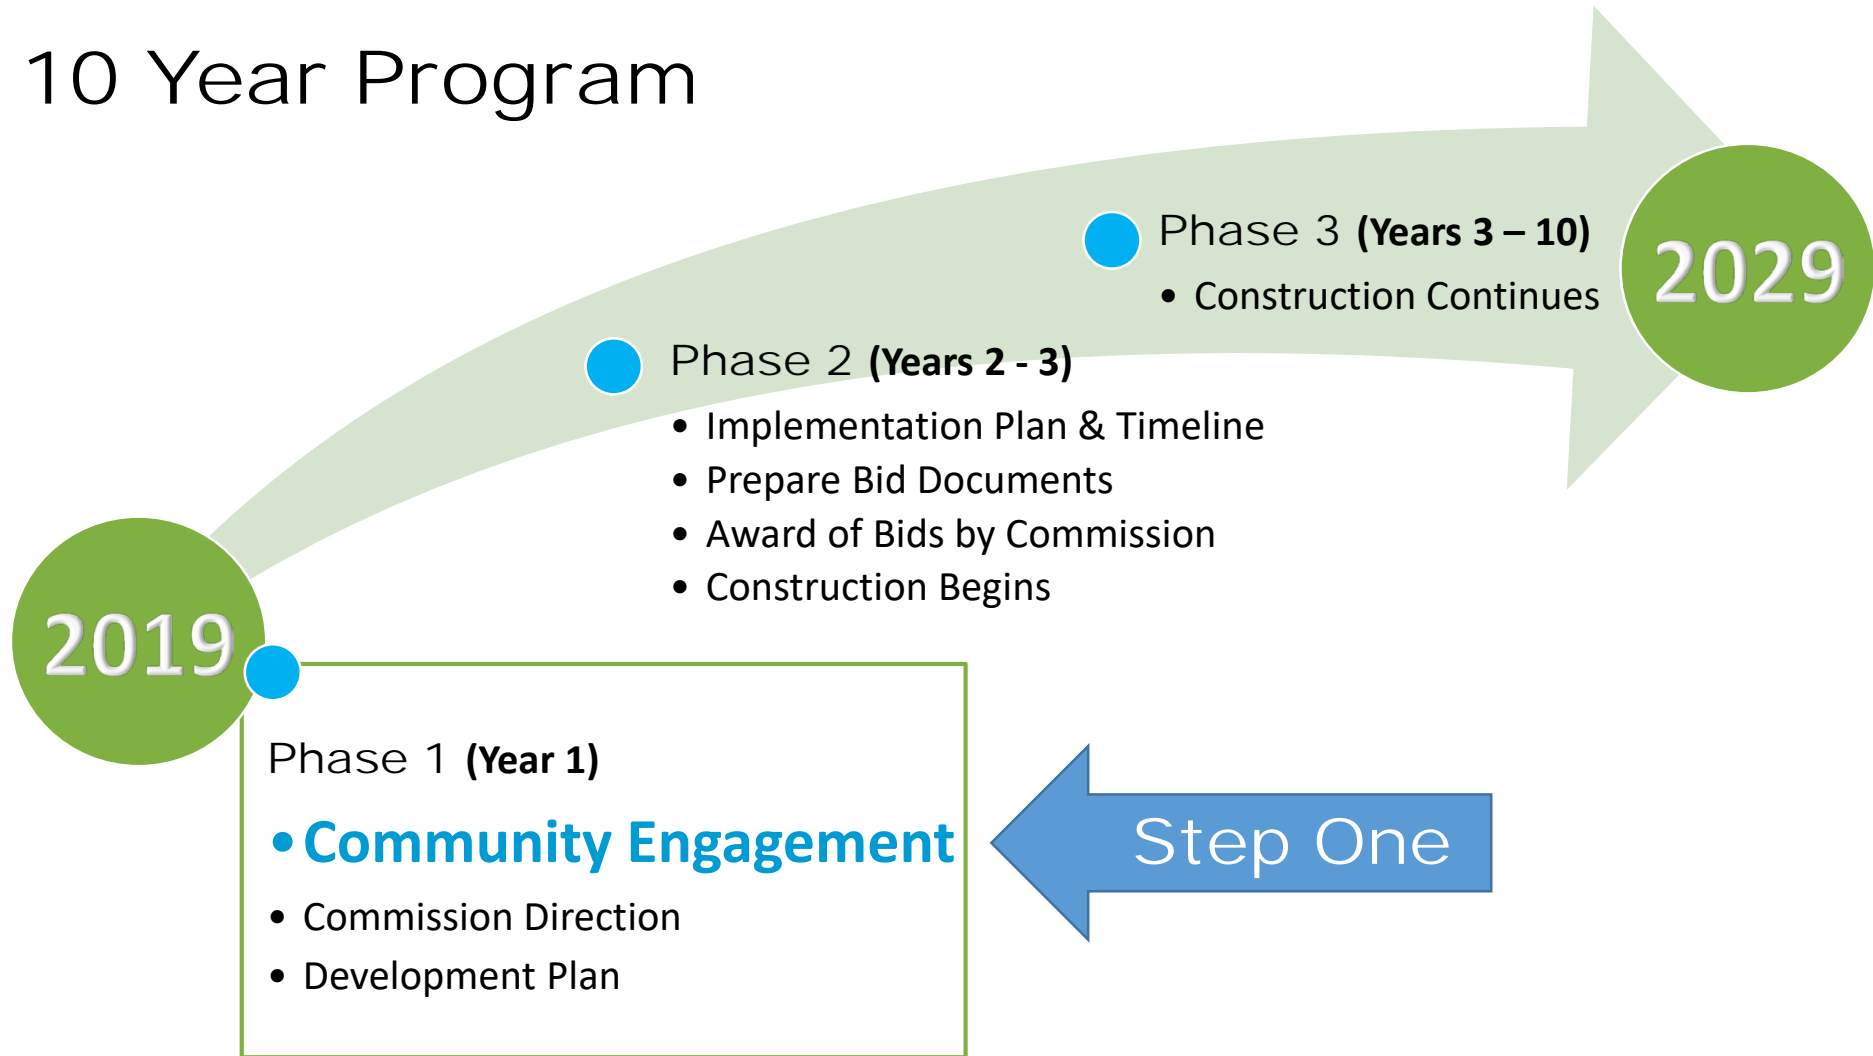 10 Year Program
2029
Phase 3 (Years 3 – 10)
• Construction Continues
Phase 2 (Years 2 - 3)
• Implementation Plan & Timeline
• Prepare Bid Documents
• Award of Bids by Commission
• Construction Begins
2019
Phase 1 (Year 1)
• Community Engagement
• Commission Direction
• Development Plan
Step One